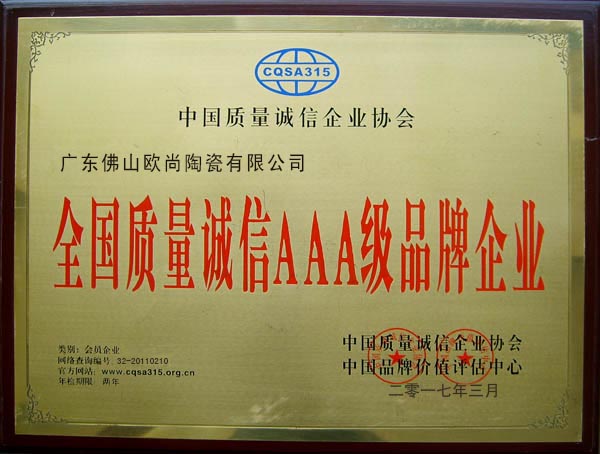 CQSA315
中国质量诚信企业协会
广东佛山欧尚陶瓷有限公司
全国质量诚信AAA级品牌企业
类别：会员企业
网络查询编号 32-20110210
官方网站：www.cqsa315.org.cn
年检期限：两年
中国质量诚信企业协会
中国品牌价值评估中心
二零一七年三月